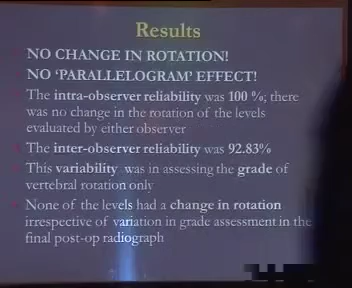 Results
NO CHANGE IN ROTATION!
NO 'PARALLELOGRAM' EFFECT!
The intra-observer reliability was 100 %; there
was no change in the rotation of the levels
evaluated by either observer
The inter-observer reliability was 92.83%
This variability was in assessing the grade of
vertebral rotation only
None of the levels had a change in rotation
irrespective of variation in grade assessment in the
final post-op radiograph